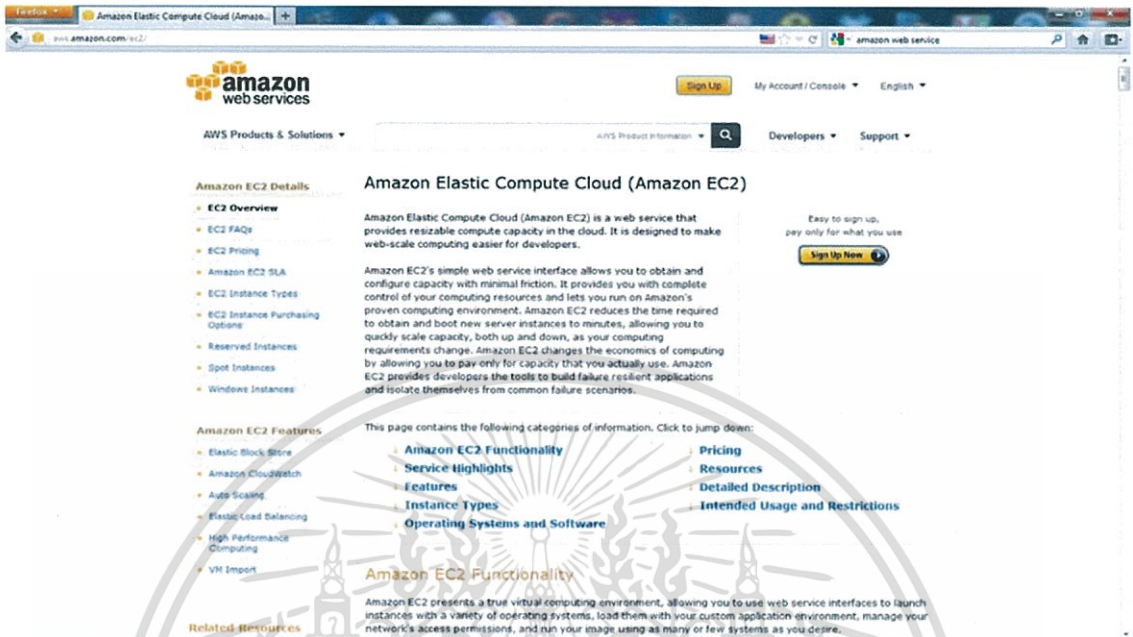 Firefox
Amazon Elastic Compute Cloud (Amazo...
aws.amazon.com/ec2/
amazon web service
amazon
web services
Sign Up
My Account / Console
English
AWS Products & Solutions
AWS Product Information
Developers
Support
Amazon EC2 Details
EC2 Overview
EC2 FAQs
EC2 Pricing
Amazon EC2 SLA
EC2 Instance Types
EC2 Instance Purchasing
Options
Reserved Instances
Spot Instances
Windows Instances
Amazon EC2 Features
Elastic Block Store
Amazon CloudWatch
Auto Scaling
Elastic Load Balancing
High Performance
Computing
VM Import
Related Resources
Amazon Elastic Compute Cloud (Amazon EC2)
Amazon Elastic Compute Cloud (Amazon EC2) is a web service that
provides resizable compute capacity in the cloud. It is designed to make
web-scale computing easier for developers.
Amazon EC2's simple web service interface allows you to obtain and
configure capacity with minimal friction. It provides you with complete
control of your computing resources and lets you run on Amazon's
proven computing environment. Amazon EC2 reduces the time required
to obtain and boot new server instances to minutes, allowing you to
quickly scale capacity, both up and down, as your computing
requirements change. Amazon EC2 changes the economics of computing
by allowing you to pay only for capacity that you actually use. Amazon
EC2 provides developers the tools to build failure resilient applications
and isolate themselves from common failure scenarios.
Easy to sign up,
pay only for what you use
Sign Up Now
This page contains the following categories of information. Click to jump down:
Amazon EC2 Functionality
Service Highlights
Features
Instance Types
Operating Systems and Software
Pricing
Resources
Detailed Description
Intended Usage and Restrictions
Amazon EC2 Functionality
Amazon EC2 presents a true virtual computing environment, allowing you to use web service interfaces to launch
instances with a variety of operating systems, load them with your custom application environment, manage your
network's access permissions, and run your image using as many or few systems as you desire.